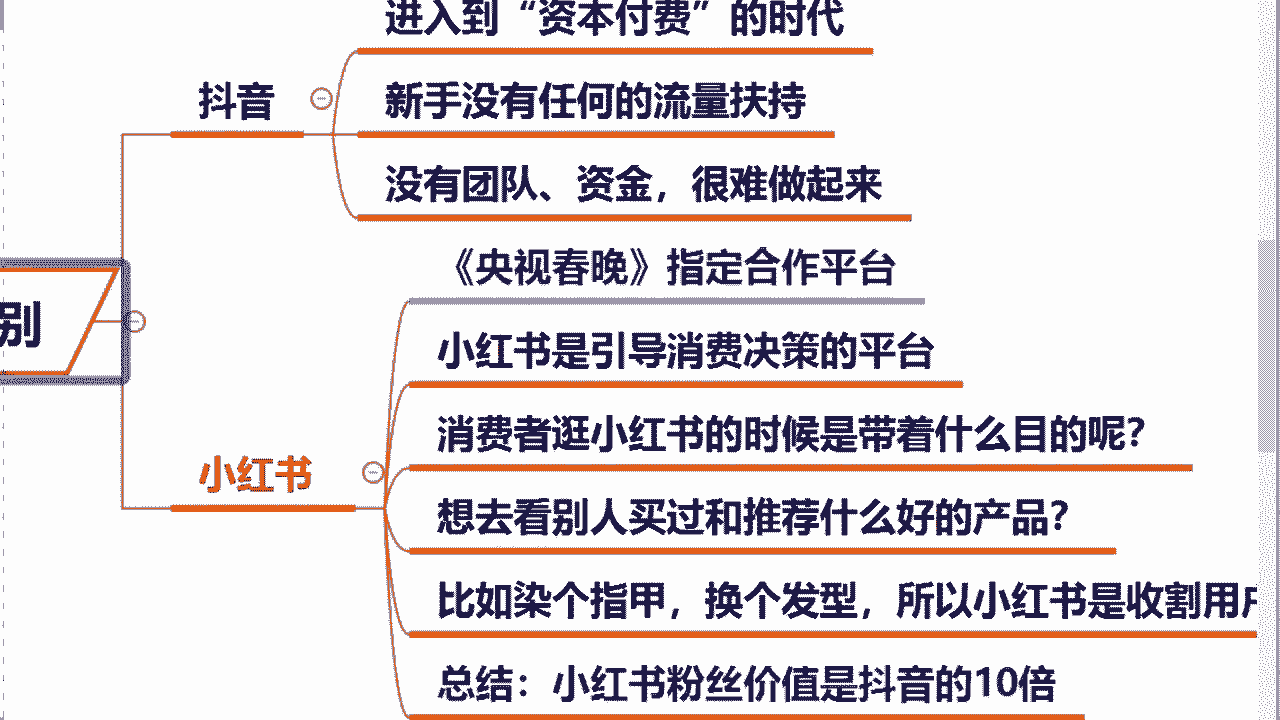 进入到“资本付费”的时代
抖音
新手没有任何的流量扶持
没有团队、资金，很难做起来
别
《央视春晚》指定合作平台
小红书是引导消费决策的平台
消费者逛小红书的时候是带着什么目的呢？
小红书
想去看别人买过和推荐什么好的产品？
比如染个指甲，换个发型，所以小红书是收割用户
总结：小红书粉丝价值是抖音的10倍